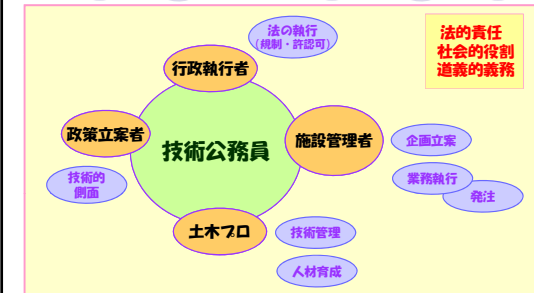 法の執行
(規制・許認可)
法的責任
社会的役割
道義的義務
行政執行者
政策立案者
技術公務員
施設管理者
企画立案
技術的
側面
業務執行
発注
土木プロ
技術管理
人材育成